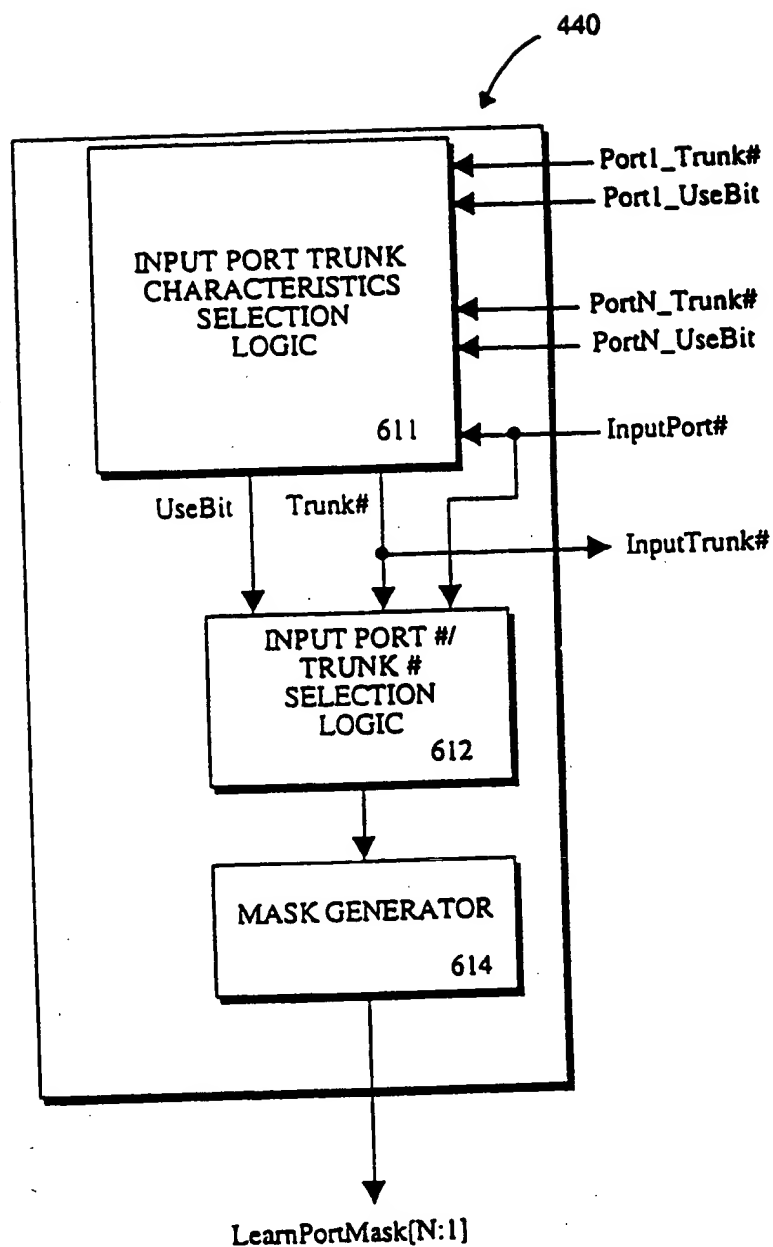 440
Port1_Trunk#
Port1_UseBit
INPUT PORT TRUNK
CHARACTERISTICS
SELECTION
LOGIC
PortN_Trunk#
PortN_UseBit
611
InputPort#
UseBit
Trunk#
InputTrunk#
INPUT PORT #/
TRUNK #
SELECTION
LOGIC
612
MASK GENERATOR
614
LearnPortMask[N:1]